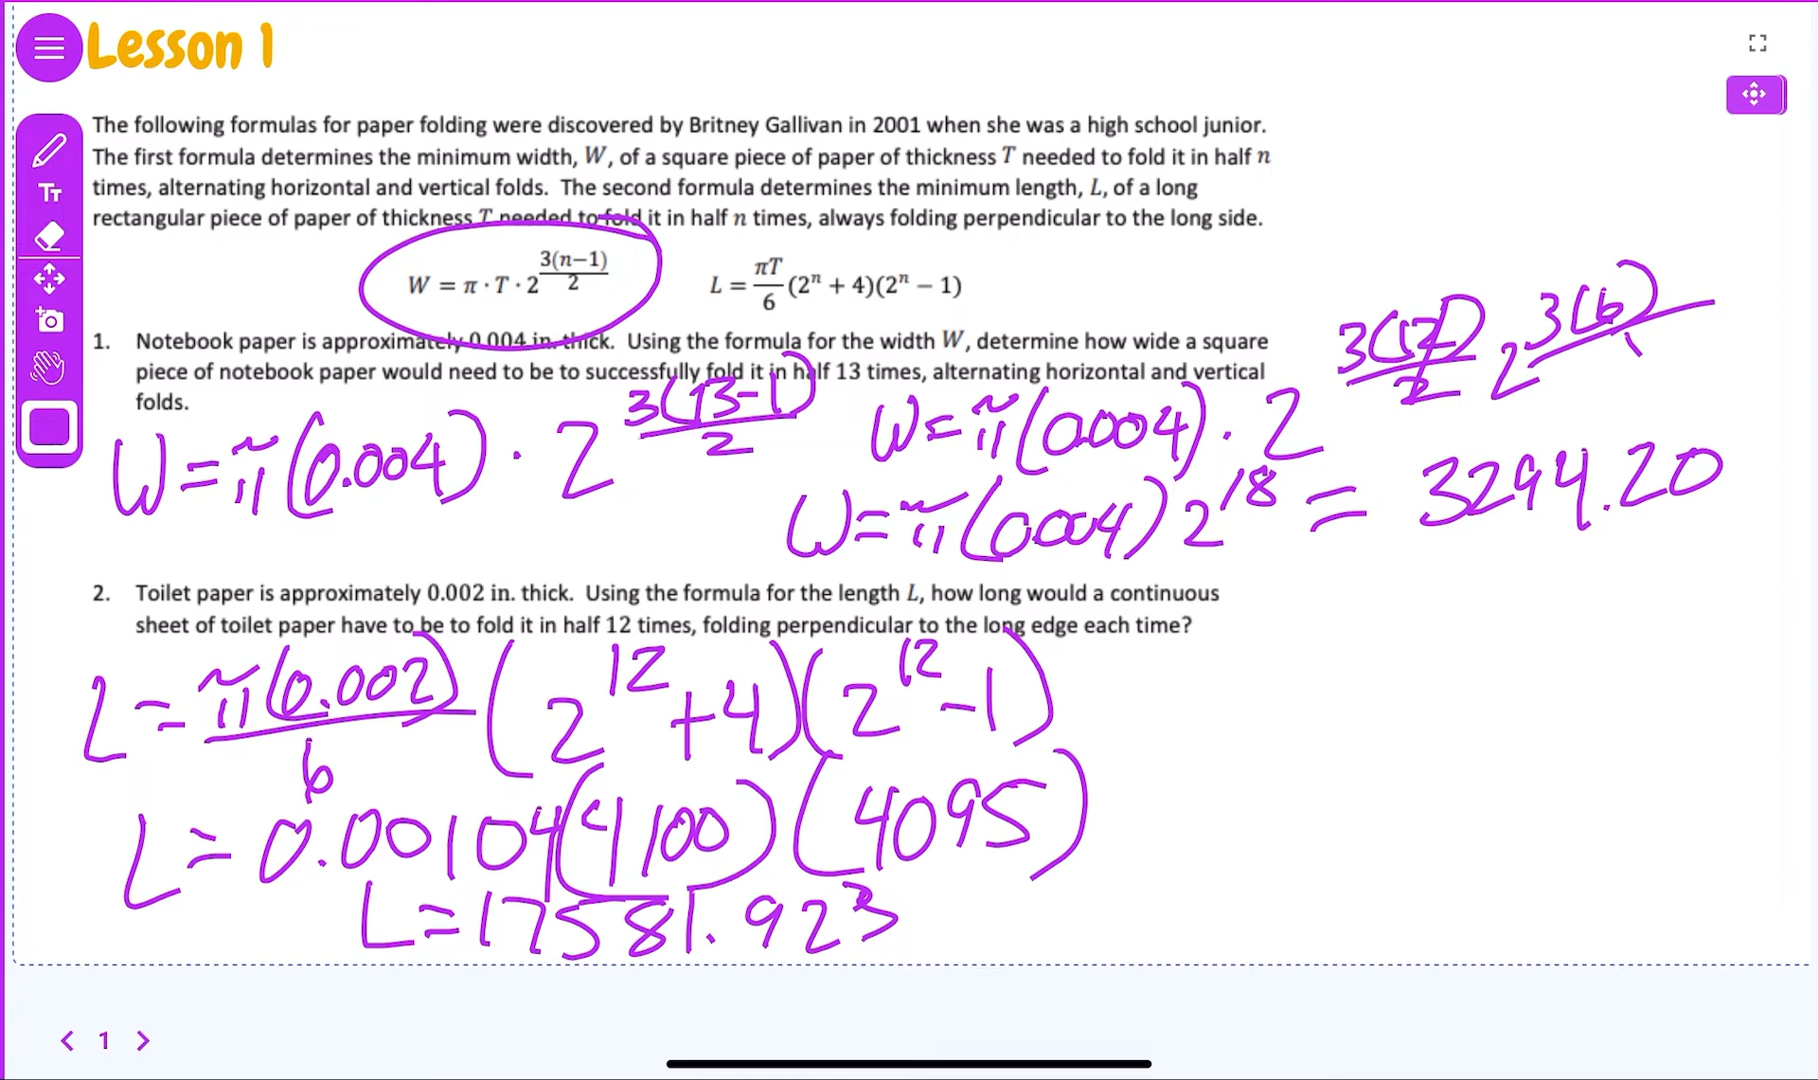 Lesson 1
The following formulas for paper folding were discovered by Britney Gallivan in 2001 when she was a high school junior.
The first formula determines the minimum width, W, of a square piece of paper of thickness T needed to fold it in half n
times, alternating horizontal and vertical folds. The second formula determines the minimum length, L, of a long
rectangular piece of paper of thickness T needed to fold it in half n times, always folding perpendicular to the long side.
W = π · T · 2^(3(n−1)/2)
L = πT/6 (2ⁿ + 4)(2ⁿ − 1)
1. Notebook paper is approximately 0.004 in. thick. Using the formula for the width W, determine how wide a square
piece of notebook paper would need to be to successfully fold it in half 13 times, alternating horizontal and vertical
folds.
W = π(0.004) · 2^(3(13-1)/2)
W = π(0.004) · 2^(3(12)/2)
2^(3(6)/1)
W = π(0.004) 2^18 = 3294.20
2. Toilet paper is approximately 0.002 in. thick. Using the formula for the length L, how long would a continuous
sheet of toilet paper have to be to fold it in half 12 times, folding perpendicular to the long edge each time?
L = π(0.002)/6 (2^12 + 4)(2^12 - 1)
L = 0.00104(4100)(4095)
L = 17581.923
TT
1